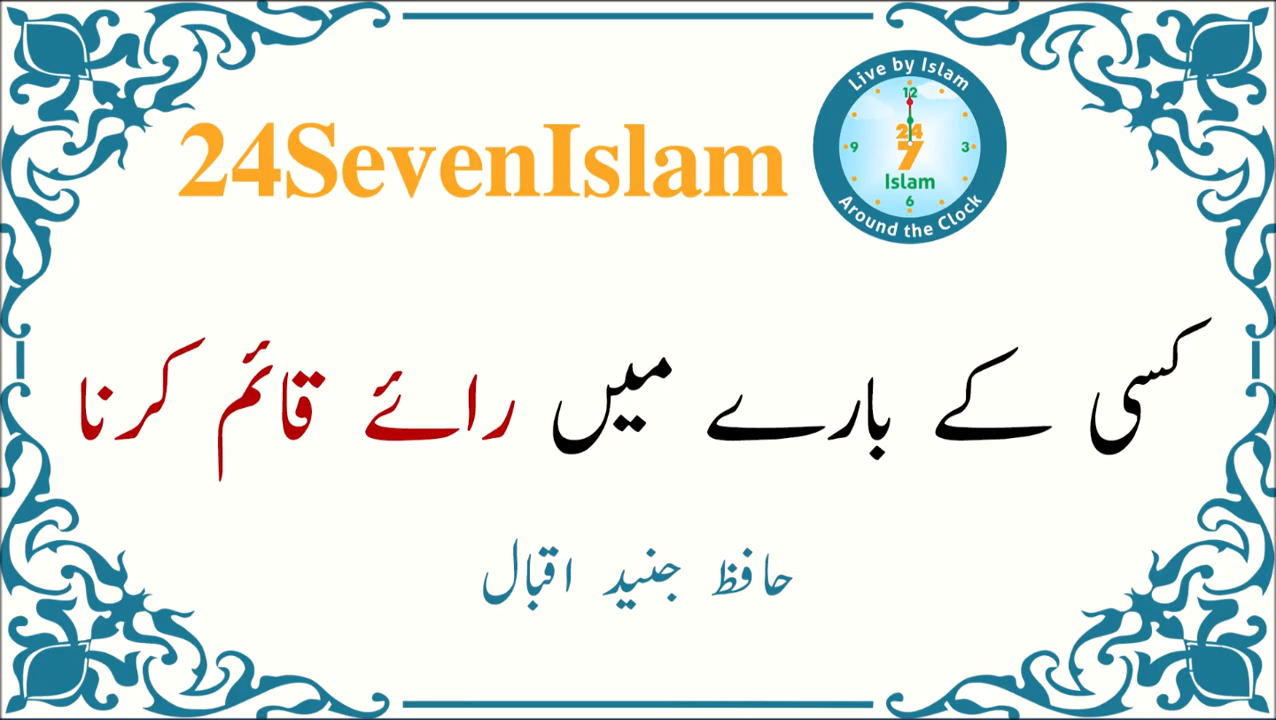 Live by Islam
12
24SevenIslam
24
9
7
3
Islam
6
Around the Clock
کسی کے بارے میں رائے قائم کرنا
حافظ جنید اقبال